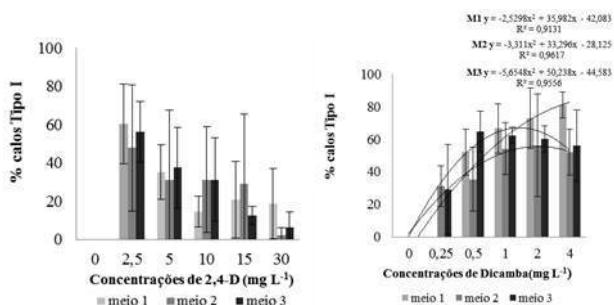 100
80
60
40
20
0
% calos Tipo I
0 2,5 5 10 15 30
Concentrações de 2,4-D (mg L-1)
meio 1 meio 2 meio 3
M1 y = -2,5298x² + 35,982x - 42,083
R² = 0,9131
M2 y = -3,311x² + 33,296x - 28,125
R² = 0,9617
M3 y = -5,6548x² + 50,238x - 44,583
R² = 0,9556
100
80
60
40
20
0
% calos Tipo I
0 0,25 0,5 1 2 4
Concentrações de Dicamba(mg L-1)
meio 1 meio 2 meio 3